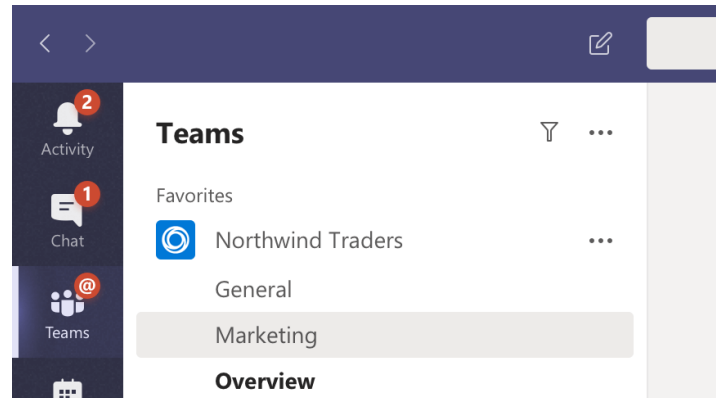 2
Activity
1
Chat
@
Teams
Teams
Favorites
Northwind Traders
General
Marketing
Overview